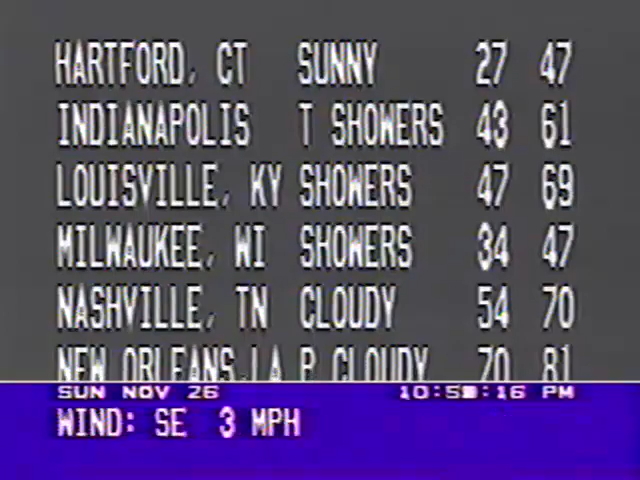 HARTFORD, CT SUNNY 27 47
INDIANAPOLIS T SHOWERS 43 61
LOUISVILLE, KY SHOWERS 47 69
MILWAUKEE, WI SHOWERS 34 47
NASHVILLE, TN CLOUDY 54 70
NEW ORLEANS,LA P CLOUDY 70 81
SUN NOV 26 PM
WIND: SE 3 MPH